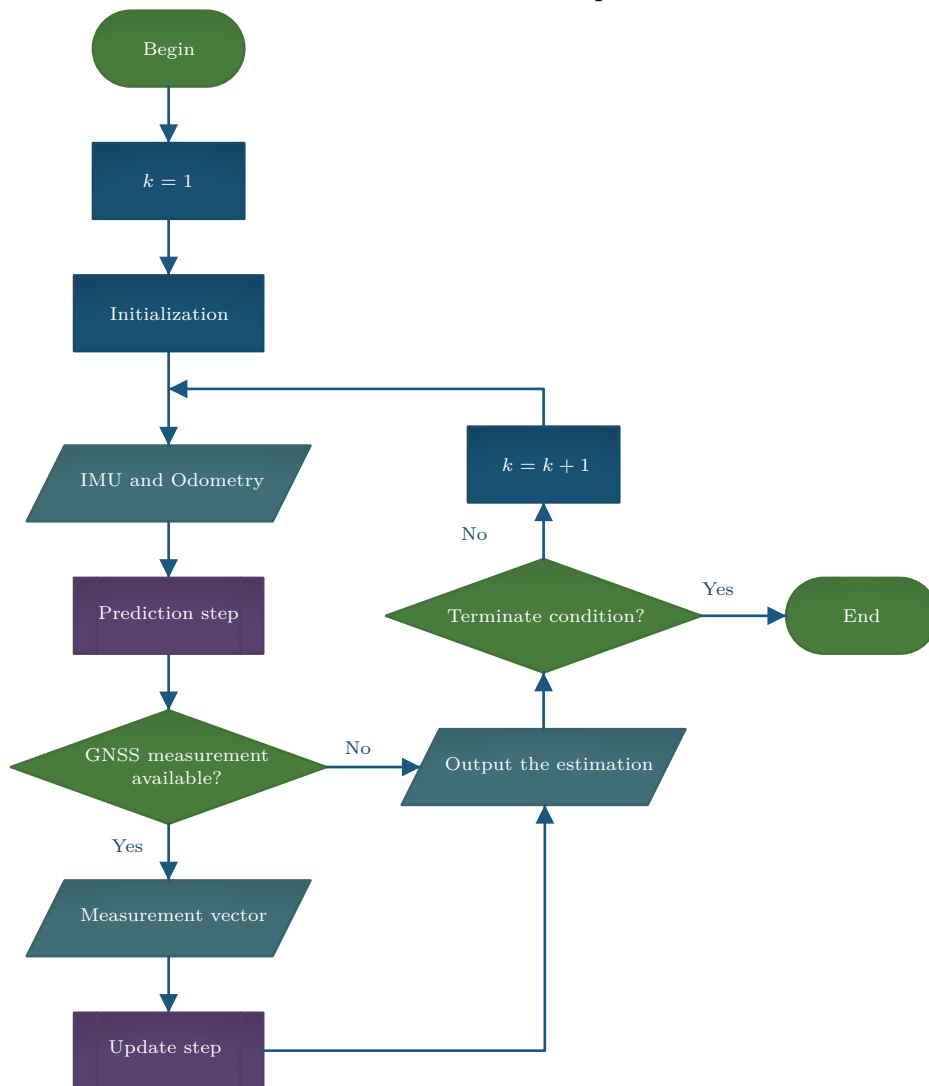 Begin
k = 1
Initialization
IMU and Odometry
Prediction step
GNSS measurement
available?
No
Yes
Measurement vector
Update step
Output the estimation
Terminate condition?
No
k = k + 1
Yes
End